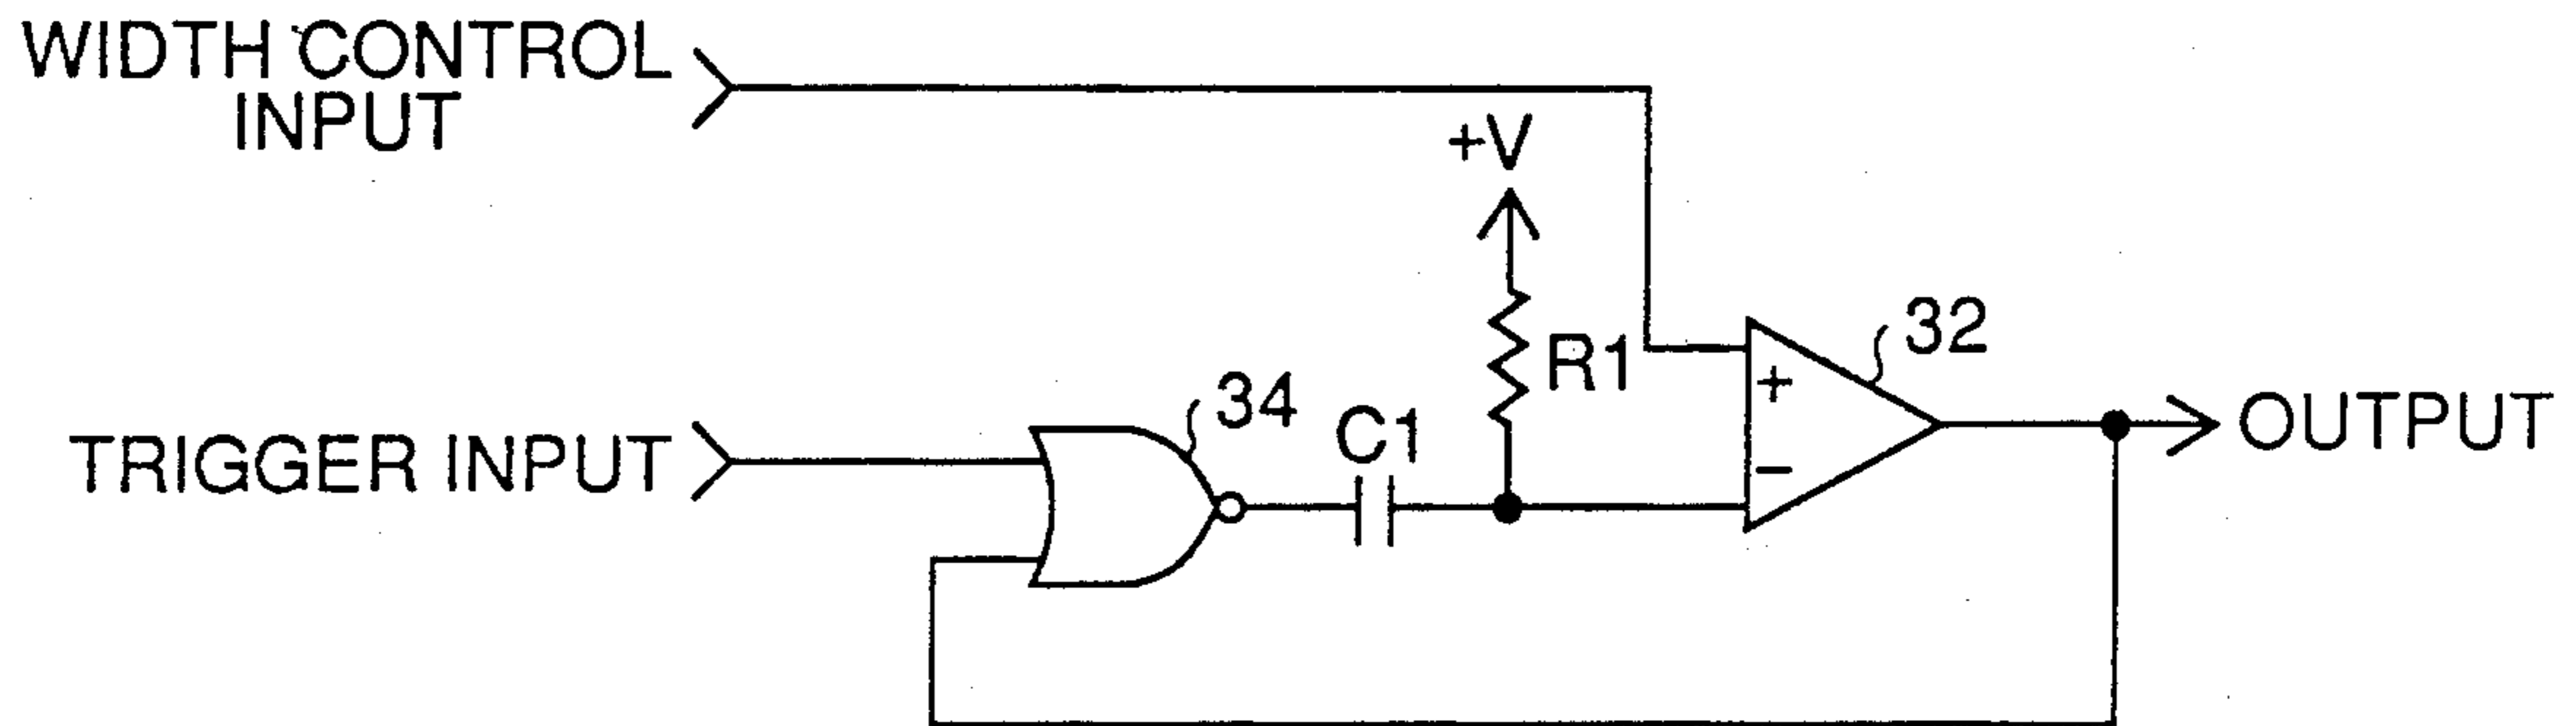 WIDTH CONTROL
INPUT
+V
R1
32
+
−
OUTPUT
34
C1
TRIGGER INPUT